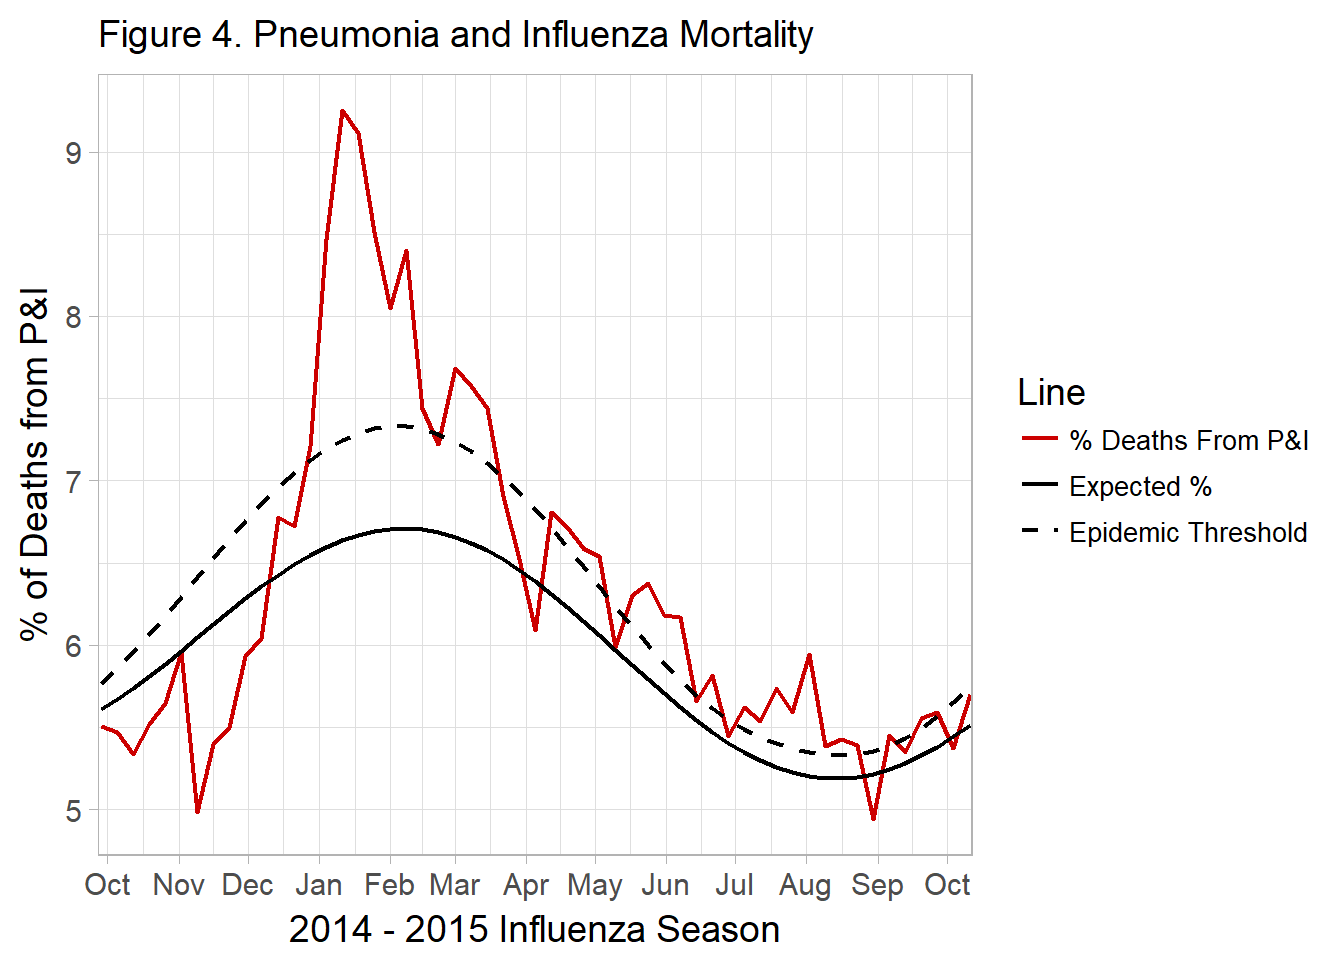 Figure 4. Pneumonia and Influenza Mortality
% of Deaths from P&I
9
8
7
6
5
Oct Nov Dec Jan Feb Mar Apr May Jun Jul Aug Sep Oct
2014 - 2015 Influenza Season
Line
% Deaths From P&I
Expected %
Epidemic Threshold